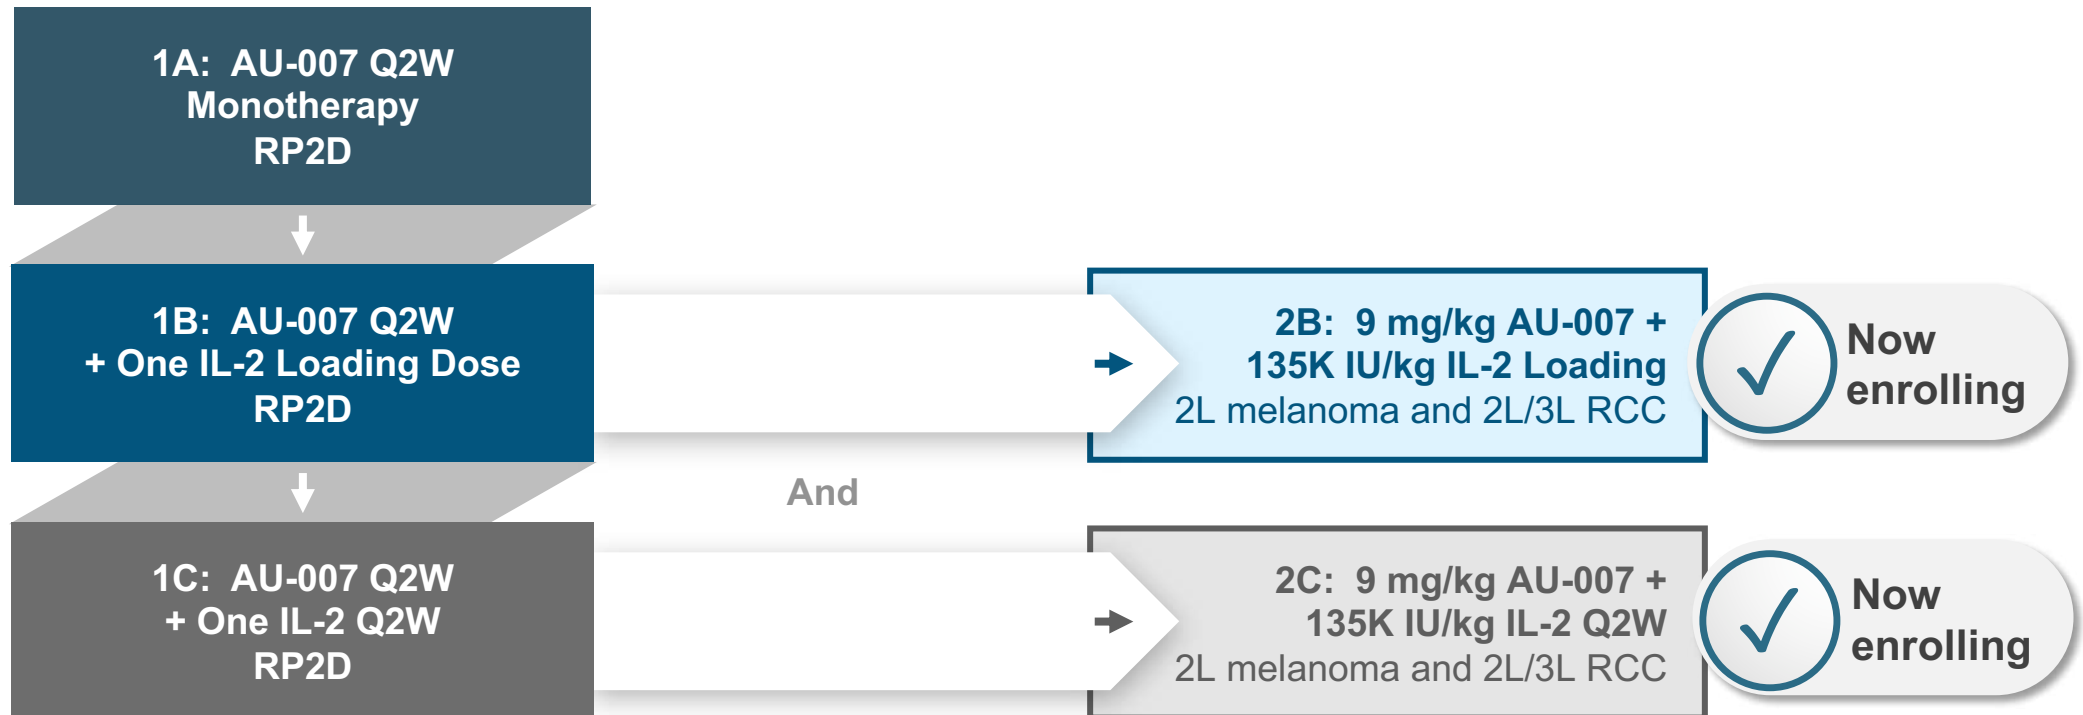 1A: AU-007 Q2W
Monotherapy
RP2D
1B: AU-007 Q2W
+ One IL-2 Loading Dose
RP2D
2B: 9 mg/kg AU-007 +
135K IU/kg IL-2 Loading
2L melanoma and 2L/3L RCC
Now
enrolling
And
1C: AU-007 Q2W
+ One IL-2 Q2W
RP2D
2C: 9 mg/kg AU-007 +
135K IU/kg IL-2 Q2W
2L melanoma and 2L/3L RCC
Now
enrolling